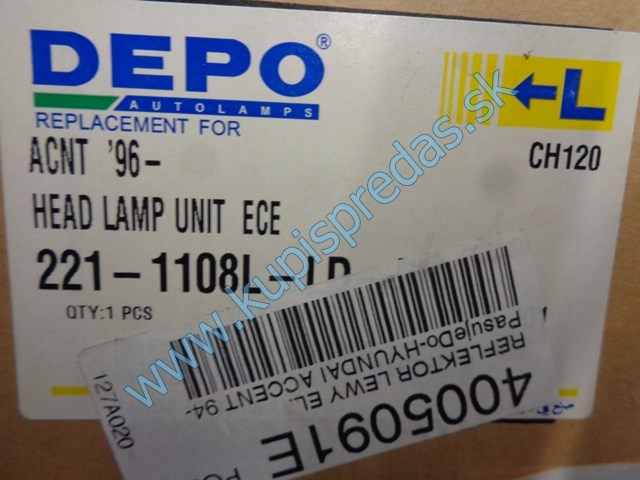 DEPO®
AUTOLAMPS
REPLACEMENT FOR
L
ACNT '96-
CH120
HEAD LAMP UNIT ECE
221-1108L-LD
QTY:1 PCS
127A020
REFLEKTOR LEWY EL.
PasujeDo-HYUNDAI ACCENT 94-
4005091E
www.kupispredas.sk